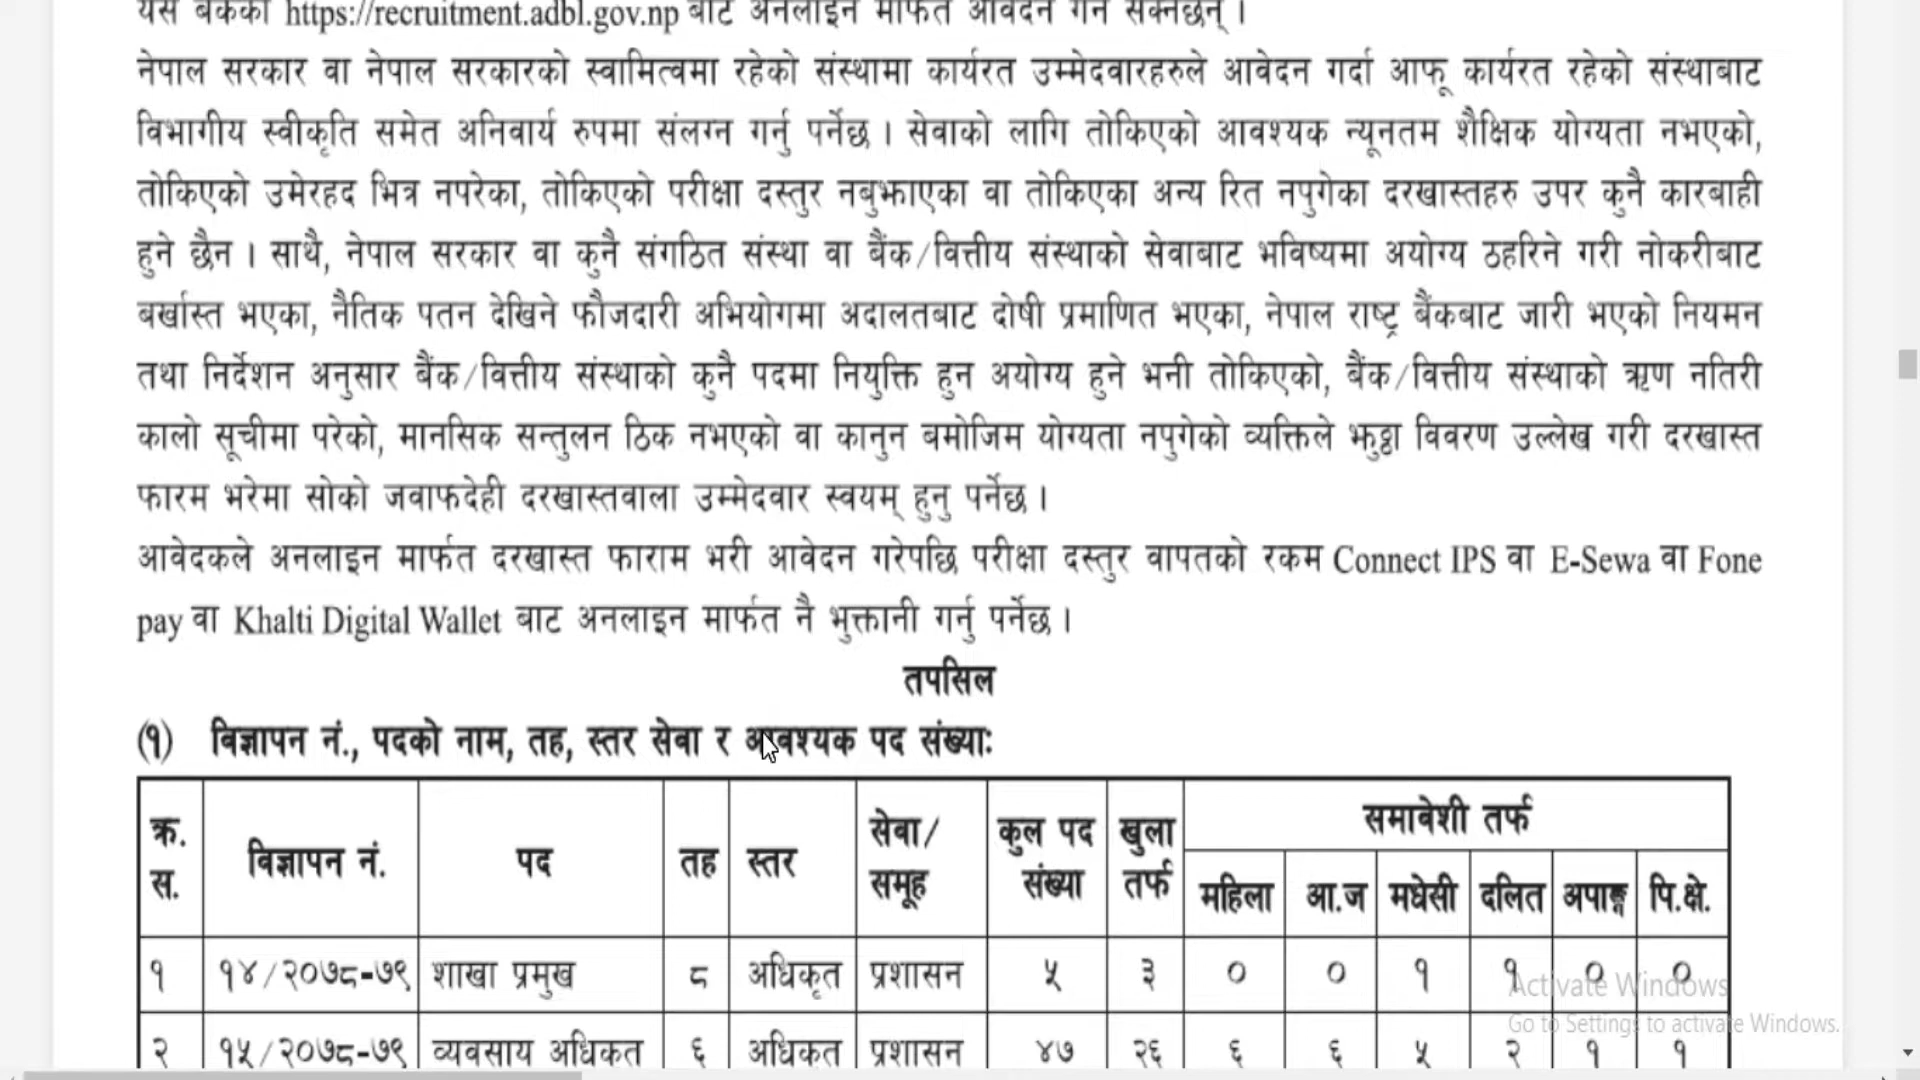 यस बैंकको https://recruitment.adbl.gov.np बाट अनलाइन मार्फत आवेदन गर्न सक्नेछन् ।
नेपाल सरकार वा नेपाल सरकारको स्वामित्वमा रहेको संस्थामा कार्यरत उम्मेदवारहरुले आवेदन गर्दा आफू कार्यरत रहेको संस्थाबाट
विभागीय स्वीकृति समेत अनिवार्य रुपमा संलग्न गर्नु पर्नेछ । सेवाको लागि तोकिएको आवश्यक न्यूनतम शैक्षिक योग्यता नभएको,
तोकिएको उमेरहद भित्र नपरेका, तोकिएको परीक्षा दस्तुर नबुझाएका वा तोकिएका अन्य रित नपुगेका दरखास्तहरु उपर कुनै कारबाही
हुने छैन । साथै, नेपाल सरकार वा कुनै संगठित संस्था वा बैंक/वित्तीय संस्थाको सेवाबाट भविष्यमा अयोग्य ठहरिने गरी नोकरीबाट
बर्खास्त भएका, नैतिक पतन देखिने फौजदारी अभियोगमा अदालतबाट दोषी प्रमाणित भएका, नेपाल राष्ट्र बैंकबाट जारी भएको नियमन
तथा निर्देशन अनुसार बैंक/वित्तीय संस्थाको कुनै पदमा नियुक्ति हुन अयोग्य हुने भनी तोकिएको, बैंक/वित्तीय संस्थाको ऋण नतिरी
कालो सूचीमा परेको, मानसिक सन्तुलन ठिक नभएको वा कानुन बमोजिम योग्यता नपुगेको व्यक्तिले झुठ्ठा विवरण उल्लेख गरी दरखास्त
फारम भरेमा सोको जवाफदेही दरखास्तवाला उम्मेदवार स्वयम् हुनु पर्नेछ ।
आवेदकले अनलाइन मार्फत दरखास्त फाराम भरी आवेदन गरेपछि परीक्षा दस्तुर वापतको रकम Connect IPS वा E-Sewa वा Fone
pay वा Khalti Digital Wallet बाट अनलाइन मार्फत नै भुक्तानी गर्नु पर्नेछ ।
तपसिल
(१) विज्ञापन नं., पदको नाम, तह, स्तर सेवा र आवश्यक पद संख्याः
क्र. स. विज्ञापन नं. पद तह स्तर सेवा/ समूह कुल पद संख्या खुला तर्फ समावेशी तर्फ
महिला आ.ज मधेसी दलित अपाङ्ग पि.क्षे.
१ १४/२०७८-७९ शाखा प्रमुख ८ अधिकृत प्रशासन ५ ३ ० ० १ १ ० ०
२ १५/२०७८-७९ व्यवसाय अधिकृत ६ अधिकृत प्रशासन ४७ २६ ६ ६ ५ २ १ १
Activate Windows
Go to Settings to activate Windows.